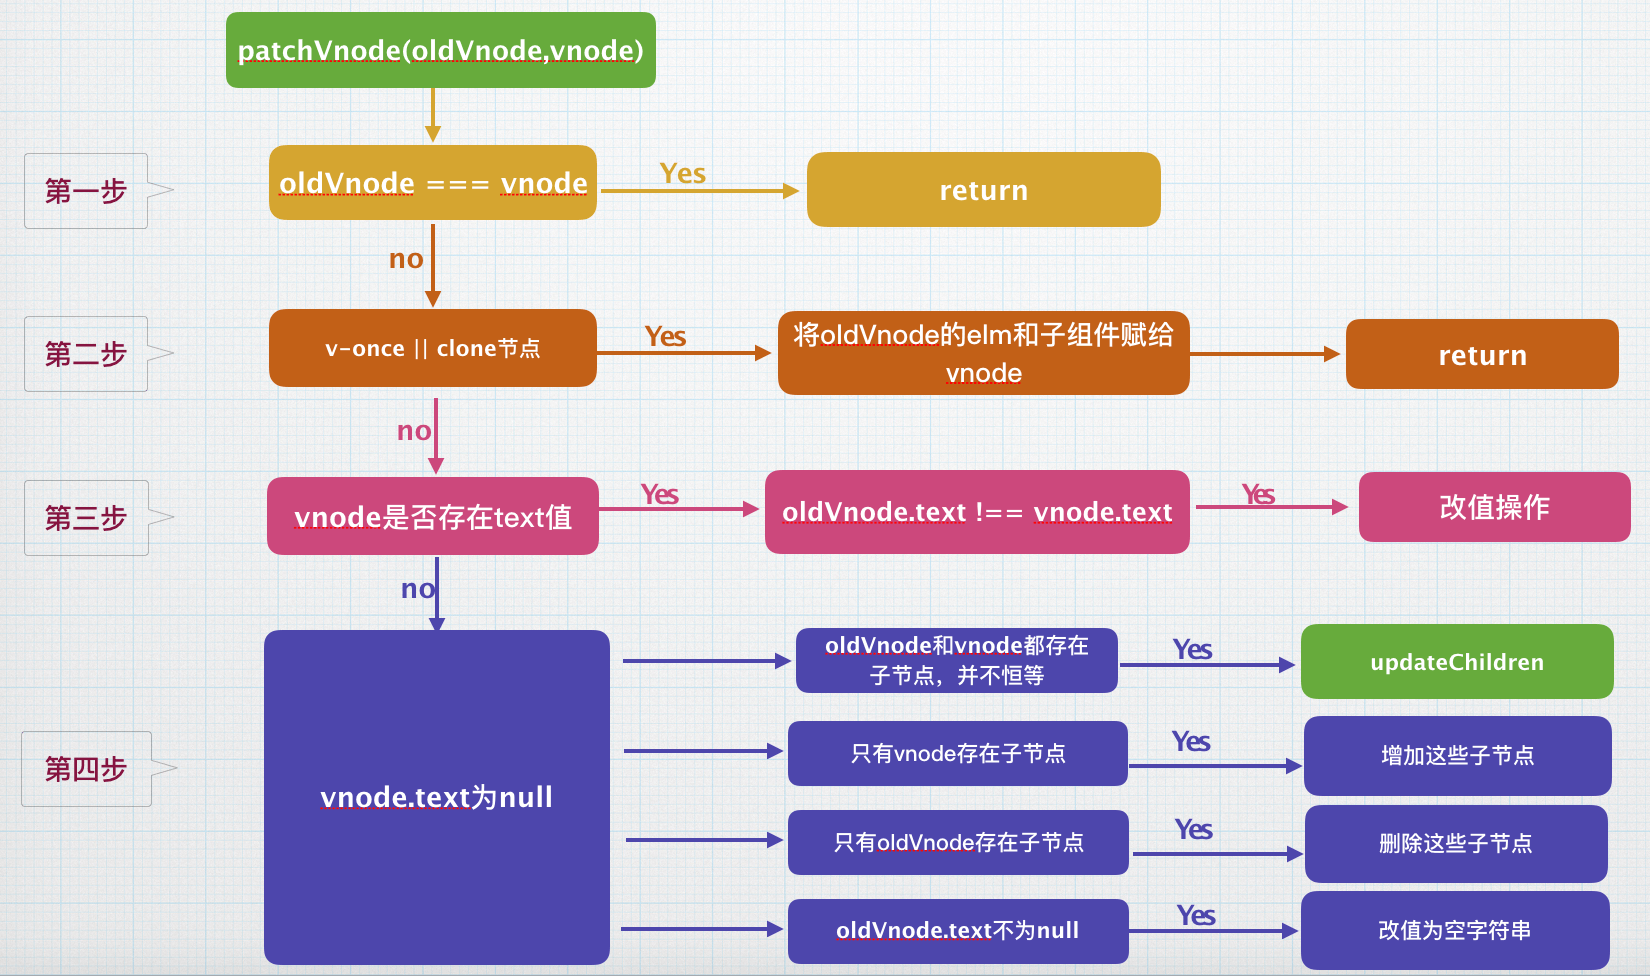 patchVnode(oldVnode,vnode)
第一步
oldVnode === vnode
Yes
return
no
第二步
v-once || clone节点
Yes
将oldVnode的elm和子组件赋给
vnode
return
no
第三步
vnode是否存在text值
Yes
oldVnode.text !== vnode.text
Yes
改值操作
no
第四步
vnode.text为null
oldVnode和vnode都存在
子节点，并不恒等
Yes
updateChildren
只有vnode存在子节点
Yes
增加这些子节点
只有oldVnode存在子节点
Yes
删除这些子节点
oldVnode.text不为null
Yes
改值为空字符串